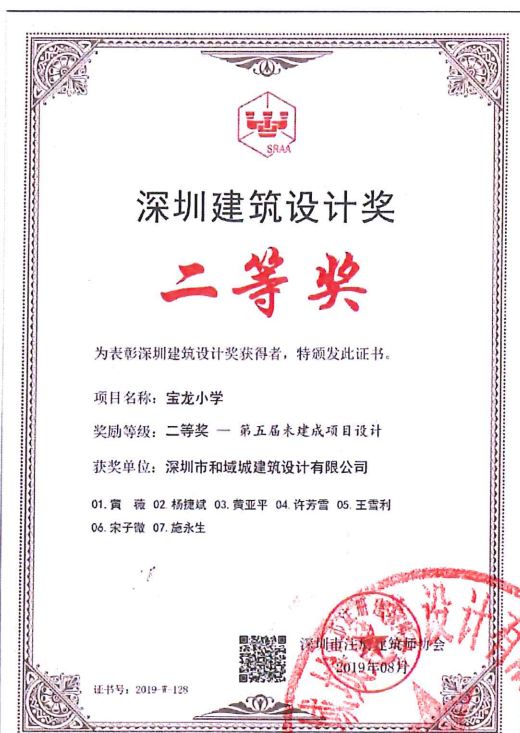 SRAA
深圳建筑设计奖
二等奖
为表彰深圳建筑设计奖获得者，特颁发此证书。
项目名称：宝龙小学
奖励等级：二等奖 — 第五届未建成项目设计
获奖单位：深圳市和域城建筑设计有限公司
01. 寅 薇 02. 杨捷斌 03. 黄亚平 04. 许芳雪 05. 王雪利
06. 宋子微 07. 施永生
深圳市注册建筑师协会
2019年08月
证书号：2019-W-128